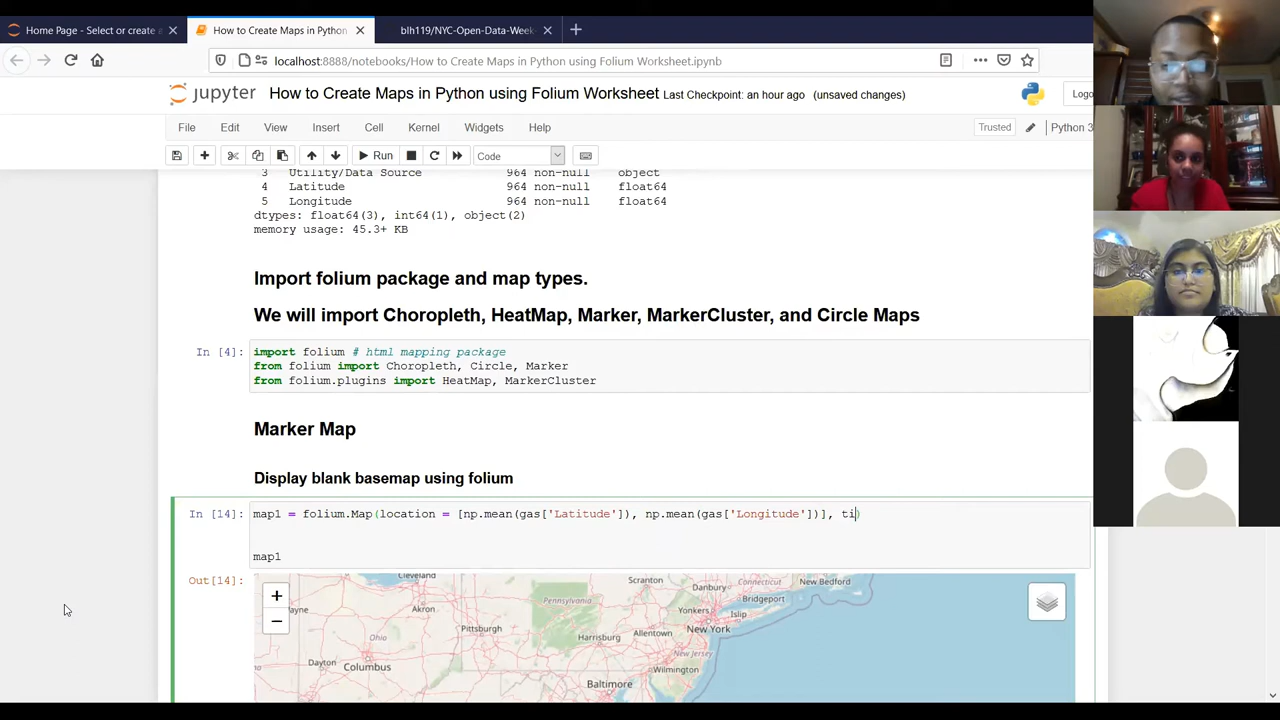 Home Page - Select or create a
How to Create Maps in Python
blh119/NYC-Open-Data-Week-
localhost:8888/notebooks/How to Create Maps in Python using Folium Worksheet.ipynb
jupyter How to Create Maps in Python using Folium Worksheet Last Checkpoint: an hour ago (unsaved changes) Logo
File Edit View Insert Cell Kernel Widgets Help Trusted Python 3
Run Code
3 Utility/Data Source 964 non-null object
4 Latitude 964 non-null float64
5 Longitude 964 non-null float64
dtypes: float64(3), int64(1), object(2)
memory usage: 45.3+ KB
Import folium package and map types.
We will import Choropleth, HeatMap, Marker, MarkerCluster, and Circle Maps
In [4]: import folium # html mapping package
from folium import Choropleth, Circle, Marker
from folium.plugins import HeatMap, MarkerCluster
Marker Map
Display blank basemap using folium
In [14]: map1 = folium.Map(location = [np.mean(gas['Latitude']), np.mean(gas['Longitude'])], ti)
map1
Out[14]:
+
−
Cleveland
Scranton
Danbury
Connecticut
New Bedford
Wayne
Akron
Pennsylvania
Yonkers
Bridgeport
Islip
Ohio
Pittsburgh
Harrisburg
Allentown
New York
Dayton
Columbus
New Jersey
Wilmington
Baltimore